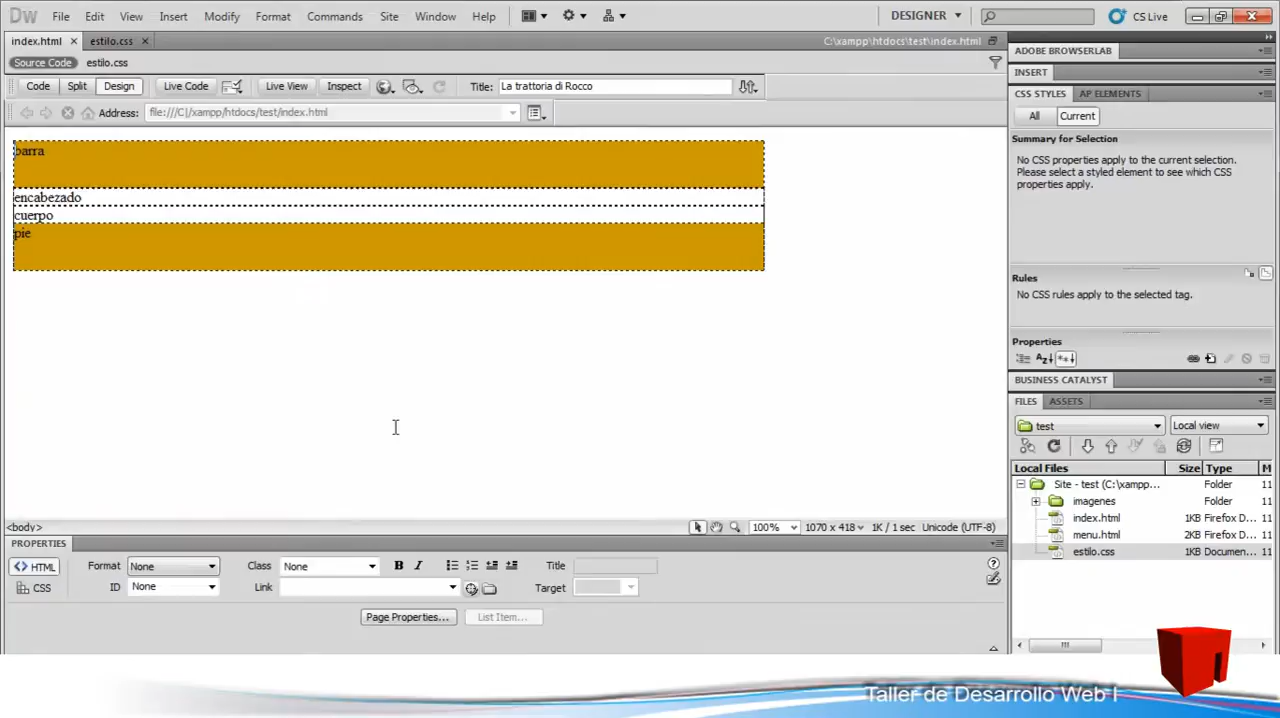 Dw File Edit View Insert Modify Format Commands Site Window Help DESIGNER CS Live
index.html estilo.css C:\xampp\htdocs\test\index.html
Source Code estilo.css
Code Split Design Live Code Live View Inspect Title: La trattoria di Rocco
Address: file:///C|/xampp/htdocs/test/index.html
barra
encabezado
cuerpo
pie
<body> 100% 1070 x 418 1K / 1 sec Unicode (UTF-8)
PROPERTIES
HTML Format None Class None B I Title
CSS ID None Link Target
Page Properties... List Item...
ADOBE BROWSERLAB
INSERT
CSS STYLES AP ELEMENTS
All Current
Summary for Selection
No CSS properties apply to the current selection.
Please select a styled element to see which CSS
properties apply.
Rules
No CSS rules apply to the selected tag.
Properties
BUSINESS CATALYST
FILES ASSETS
test Local view
Local Files Size Type M
Site - test (C:\xampp... Folder 11
imagenes Folder 11
index.html 1KB Firefox D... 11
menu.html 2KB Firefox D... 11
estilo.css 1KB Documen... 11
Taller de Desarrollo Web I